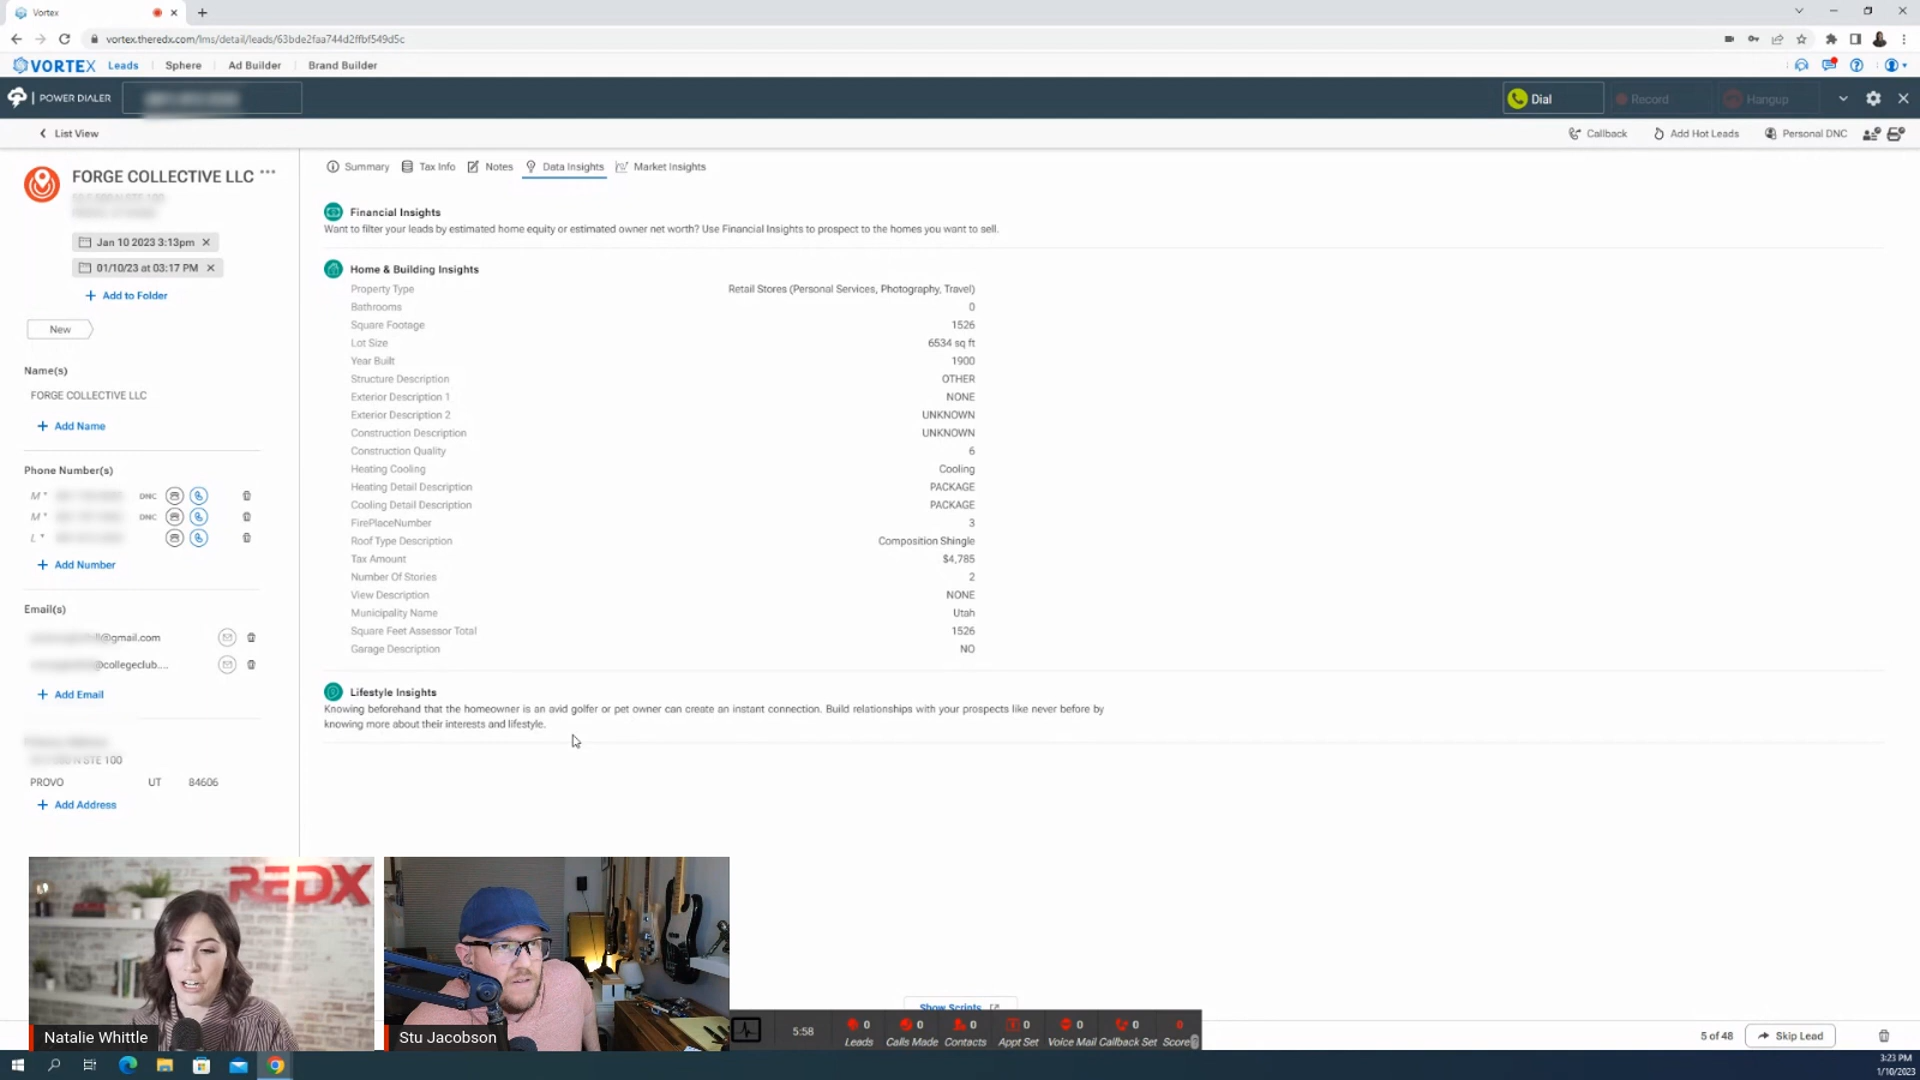 Vortex
vortex.theredx.com/lms/detail/leads/63bde2faa744d2ffbf549d5c
VORTEX Leads Sphere Ad Builder Brand Builder
POWER DIALER
Dial Record Hangup
List View
Callback Add Hot Leads Personal DNC
FORGE COLLECTIVE LLC
Jan 10 2023 3:13pm
01/10/23 at 03:17 PM
+ Add to Folder
New
Name(s)
FORGE COLLECTIVE LLC
+ Add Name
Phone Number(s)
M * DNC
M * DNC
L *
+ Add Number
Email(s)
@gmail.com
@collegeclub....
+ Add Email
STE 100
PROVO UT 84606
+ Add Address
Summary Tax Info Notes Data Insights Market Insights
Financial Insights
Want to filter your leads by estimated home equity or estimated owner net worth? Use Financial Insights to prospect to the homes you want to sell.
Home & Building Insights
Property Type Retail Stores (Personal Services, Photography, Travel)
Bathrooms 0
Square Footage 1526
Lot Size 6534 sq ft
Year Built 1900
Structure Description OTHER
Exterior Description 1 NONE
Exterior Description 2 UNKNOWN
Construction Description UNKNOWN
Construction Quality 6
Heating Cooling Cooling
Heating Detail Description PACKAGE
Cooling Detail Description PACKAGE
FirePlaceNumber 3
Roof Type Description Composition Shingle
Tax Amount $4,785
Number Of Stories 2
View Description NONE
Municipality Name Utah
Square Feet Assessor Total 1526
Garage Description NO
Lifestyle Insights
Knowing beforehand that the homeowner is an avid golfer or pet owner can create an instant connection. Build relationships with your prospects like never before by
knowing more about their interests and lifestyle.
REDX
Natalie Whittle
Stu Jacobson
Show Scripts
5:58
0 0 0 0 0 0 0
Leads Calls Made Contacts Appt Set Voice Mail Callback Set Score
5 of 48 Skip Lead
3:23 PM
1/10/2023